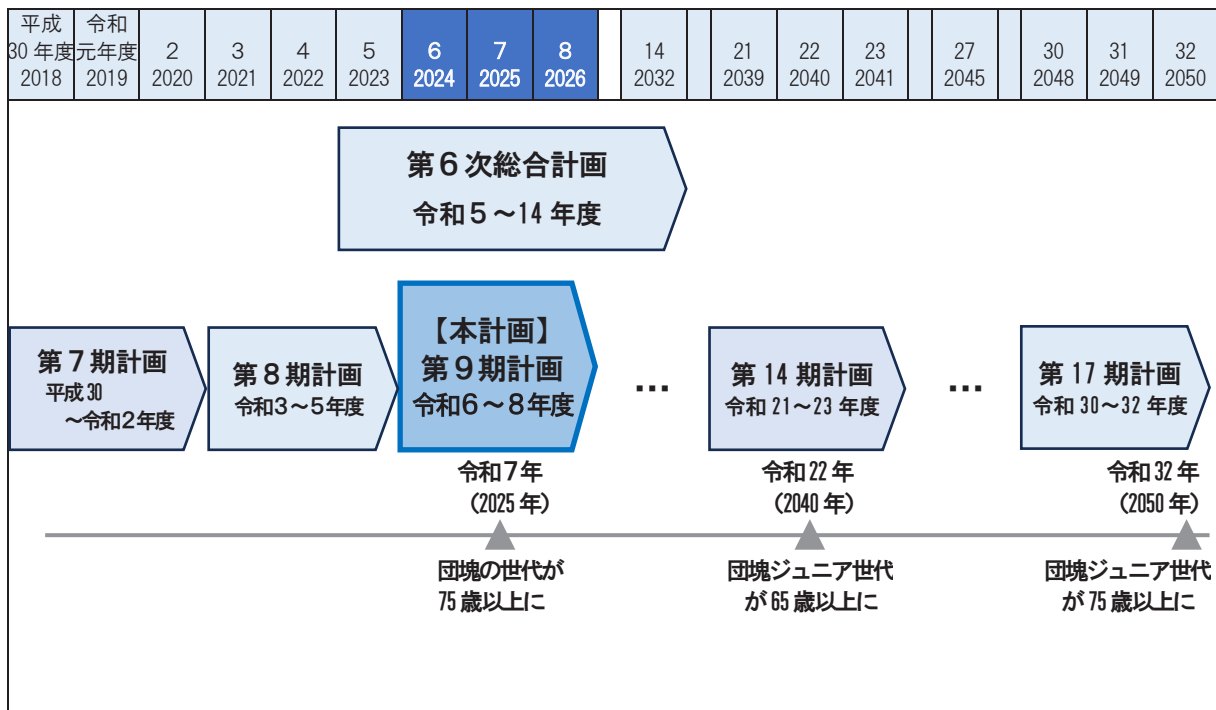 平成 令和
30 年度 元年度 2 3 4 5 6 7 8 14 21 22 23 27 30 31 32
2018 2019 2020 2021 2022 2023 2024 2025 2026 2032 2039 2040 2041 2045 2048 2049 2050
第６次総合計画
令和５～14 年度
第７期計画
平成 30
～令和２年度
第８期計画
令和３～５年度
【本計画】
第９期計画
令和６～８年度
…
第 14 期計画
令和 21～23 年度
…
第 17 期計画
令和 30～32 年度
令和７年
（2025 年）
令和 22 年
（2040 年）
令和 32 年
（2050 年）
団塊の世代が
75 歳以上に
団塊ジュニア世代
が 65 歳以上に
団塊ジュニア世代
が 75 歳以上に